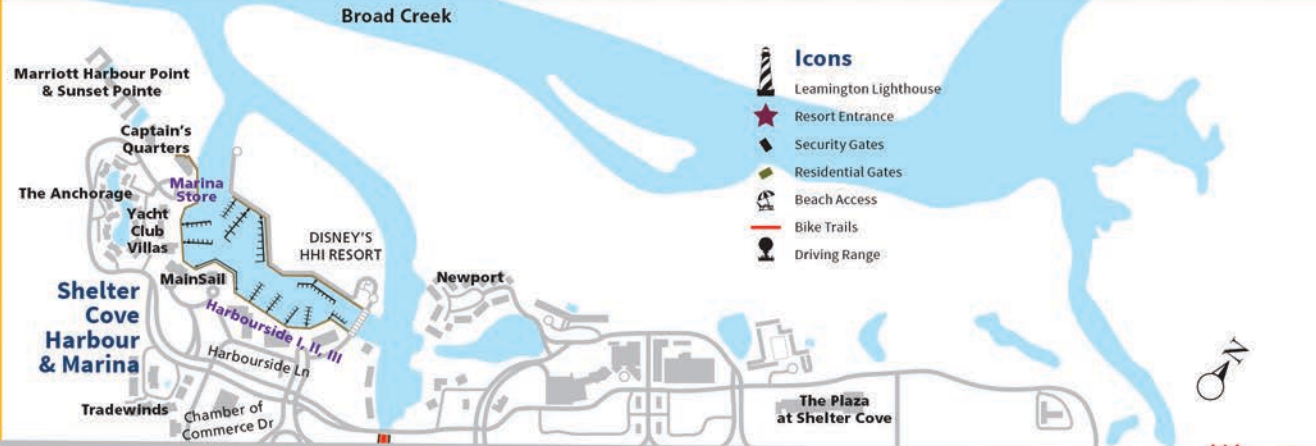 Broad Creek
Marriott Harbour Point
& Sunset Pointe
Captain's
Quarters
The Anchorage
Marina
Store
Yacht
Club
Villas
DISNEY'S
HHI RESORT
MainSail
Newport
Shelter
Cove
Harbour
& Marina
Harbourside I, II, III
Harbourside Ln
Tradewinds
Chamber of
Commerce Dr
The Plaza
at Shelter Cove
Icons
Leamington Lighthouse
Resort Entrance
Security Gates
Residential Gates
Beach Access
Bike Trails
Driving Range
N